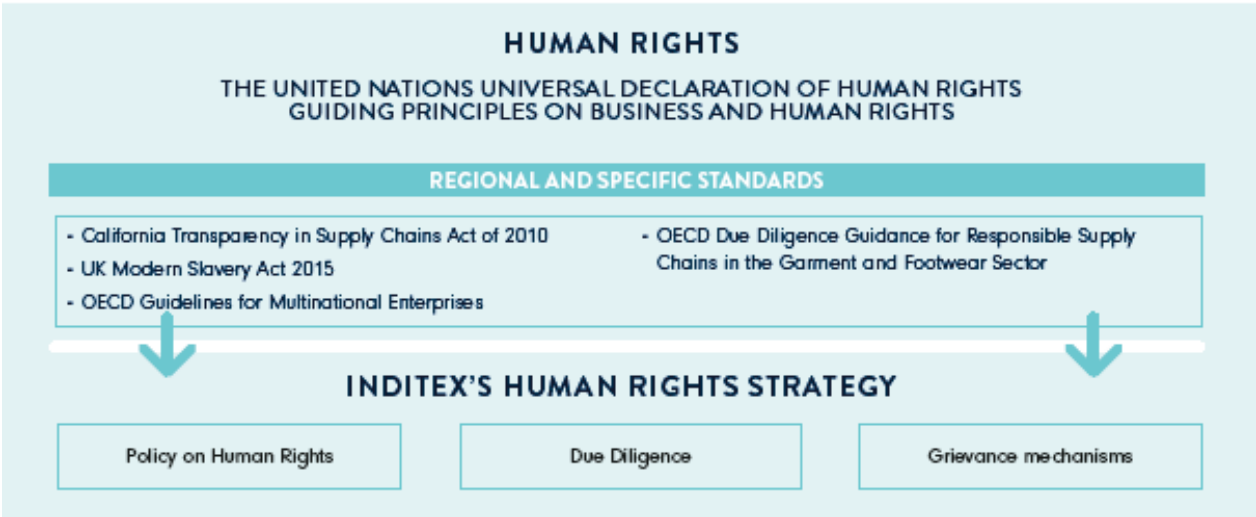 HUMAN RIGHTS
THE UNITED NATIONS UNIVERSAL DECLARATION OF HUMAN RIGHTS
GUIDING PRINCIPLES ON BUSINESS AND HUMAN RIGHTS
REGIONAL AND SPECIFIC STANDARDS
- California Transparency in Supply Chains Act of 2010
- UK Modern Slavery Act 2015
- OECD Guidelines for Multinational Enterprises
- OECD Due Diligence Guidance for Responsible Supply
Chains in the Garment and Footwear Sector
INDITEX'S HUMAN RIGHTS STRATEGY
Policy on Human Rights
Due Diligence
Grievance mechanisms